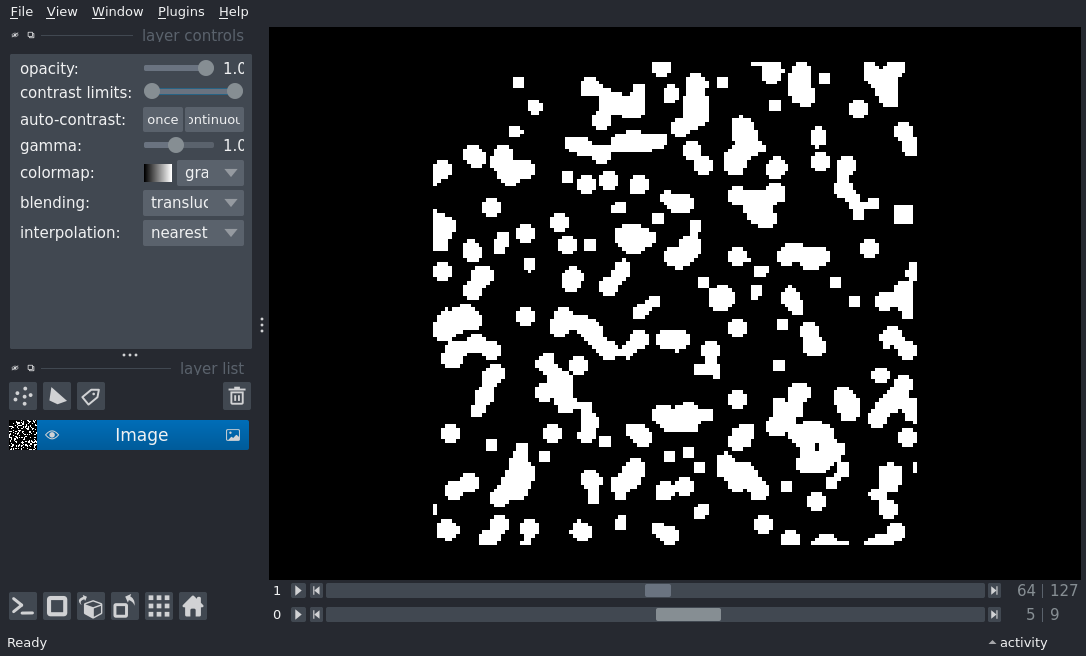 File View Window Plugins Help
layer controls
opacity: 1.0
contrast limits:
auto-contrast: once ontinuou
gamma: 1.0
colormap: gra
blending: transluc
interpolation: nearest
layer list
Image
1 64 127
0 5 9
Ready activity